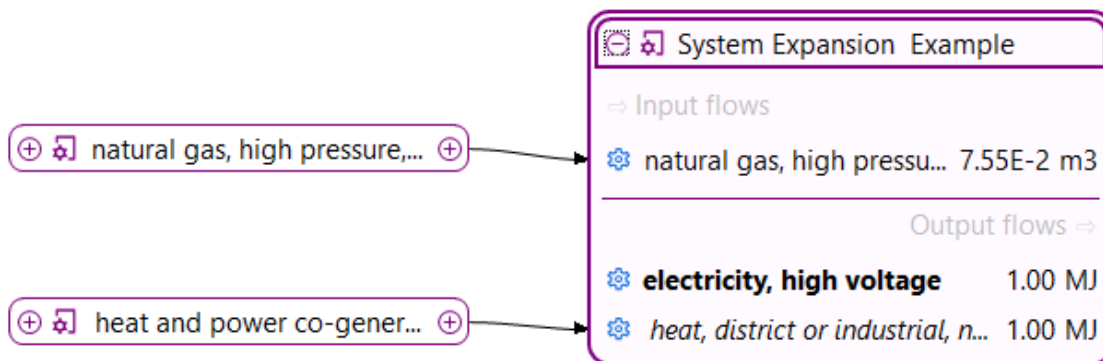 System Expansion Example
⇨ Input flows
natural gas, high pressure,...
natural gas, high pressu... 7.55E-2 m3
Output flows ⇨
electricity, high voltage 1.00 MJ
heat and power co-gener...
heat, district or industrial, n... 1.00 MJ